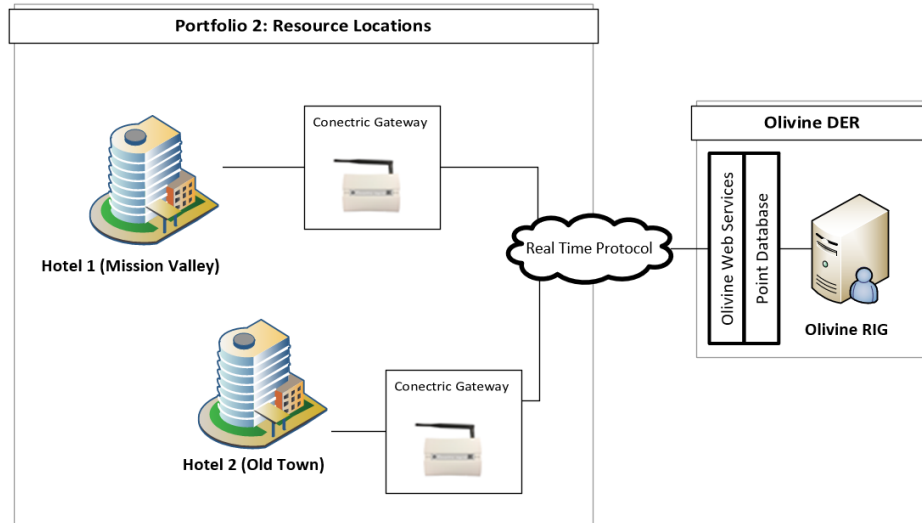 Portfolio 2: Resource Locations
Conectric Gateway
Hotel 1 (Mission Valley)
Conectric Gateway
Hotel 2 (Old Town)
Real Time Protocol
Olivine DER
Olivine Web Services
Point Database
Olivine RIG